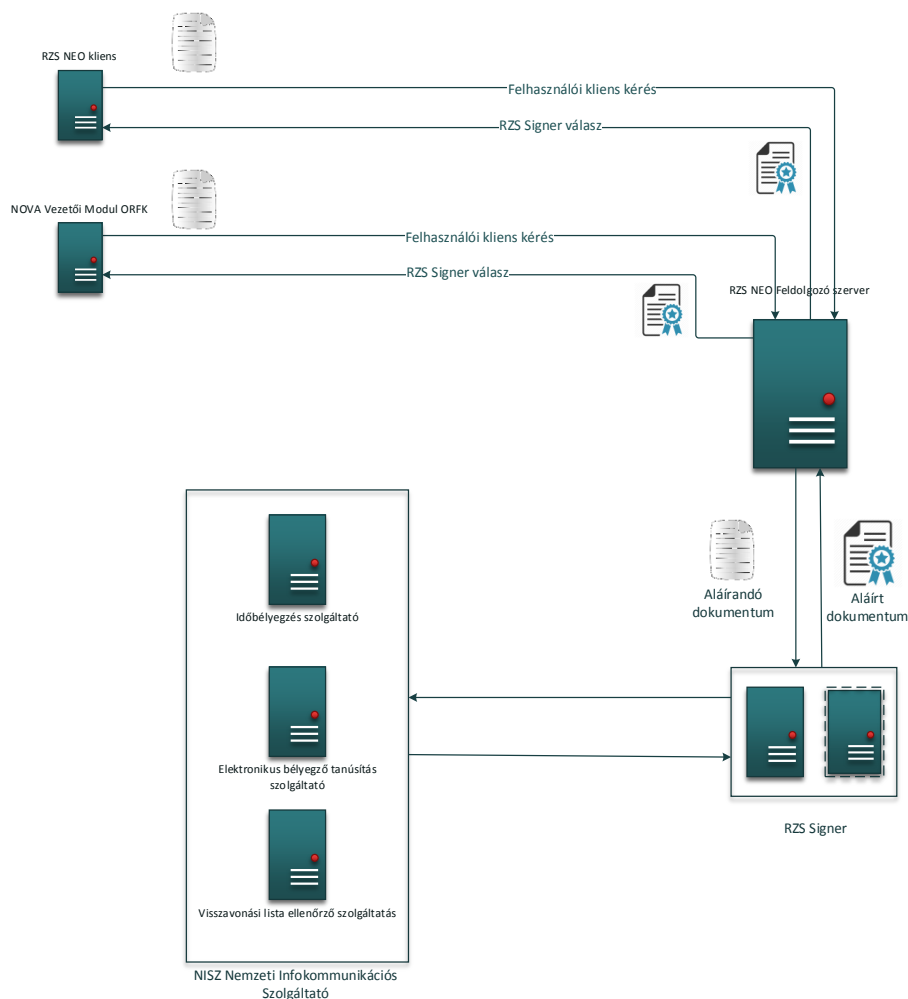 RZS NEO kliens
Felhasználói kliens kérés
RZS Signer válasz
NOVA Vezetői Modul ORFK
Felhasználói kliens kérés
RZS Signer válasz
RZS NEO Feldolgozó szerver
Aláírandó
dokumentum
Aláírt
dokumentum
Időbélyegzés szolgáltató
Elektronikus bélyegző tanúsítás
szolgáltató
RZS Signer
Visszavonási lista ellenőrző szolgáltatás
NISZ Nemzeti Infokommunikációs
Szolgáltató